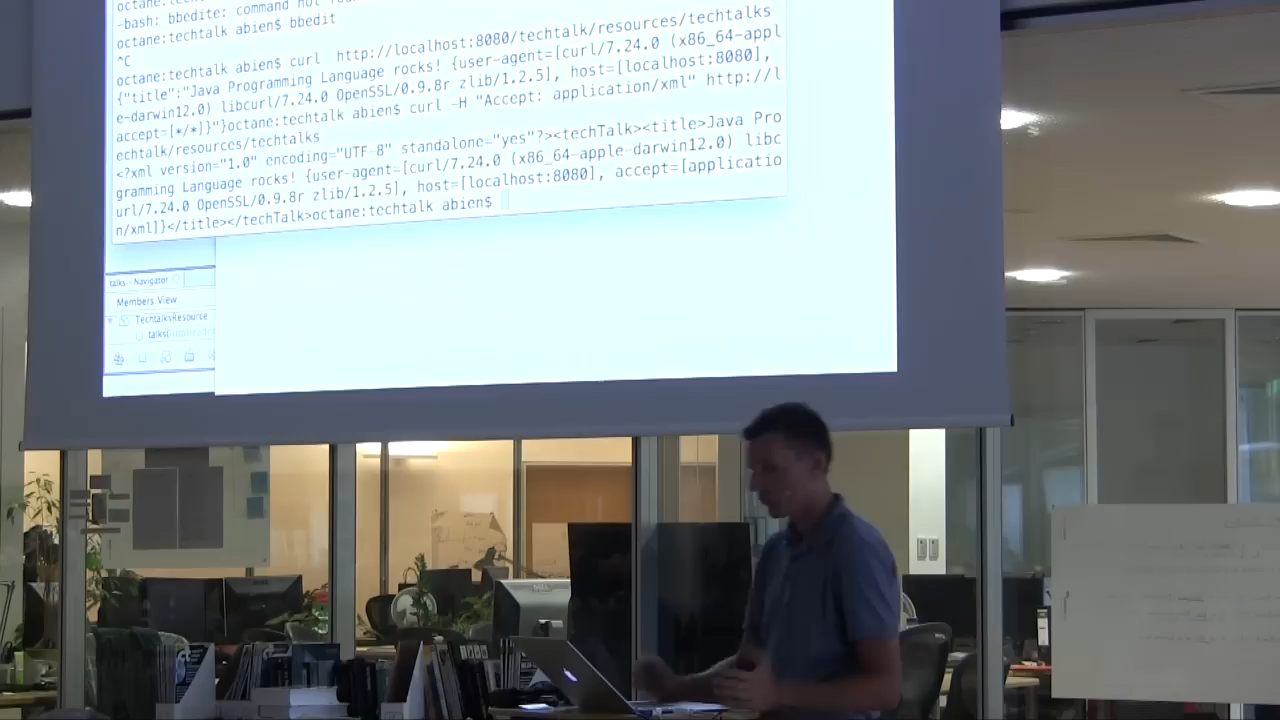 octane:tech
-bash: bbedite: command not
octane:techtalk abien$ bbedit
^C
octane:techtalk abien$ curl  http://localhost:8080/techtalk/resources/techtalks
{"title":"Java Programming Language rocks! {user-agent=[curl/7.24.0 (x86_64-appl
e-darwin12.0) libcurl/7.24.0 OpenSSL/0.9.8r zlib/1.2.5], host=[localhost:8080],
accept=[*/*]}"}octane:techtalk abien$ curl -H "Accept: application/xml" http://l
echtalk/resources/techtalks
<?xml version="1.0" encoding="UTF-8" standalone="yes"?><techTalk><title>Java Pro
gramming Language rocks! {user-agent=[curl/7.24.0 (x86_64-apple-darwin12.0) libc
url/7.24.0 OpenSSL/0.9.8r zlib/1.2.5], host=[localhost:8080], accept=[applicatio
n/xml]}</title></techTalk>octane:techtalk abien$
talks - Navigator
Members View
TechtalksResource
talks(
DELL